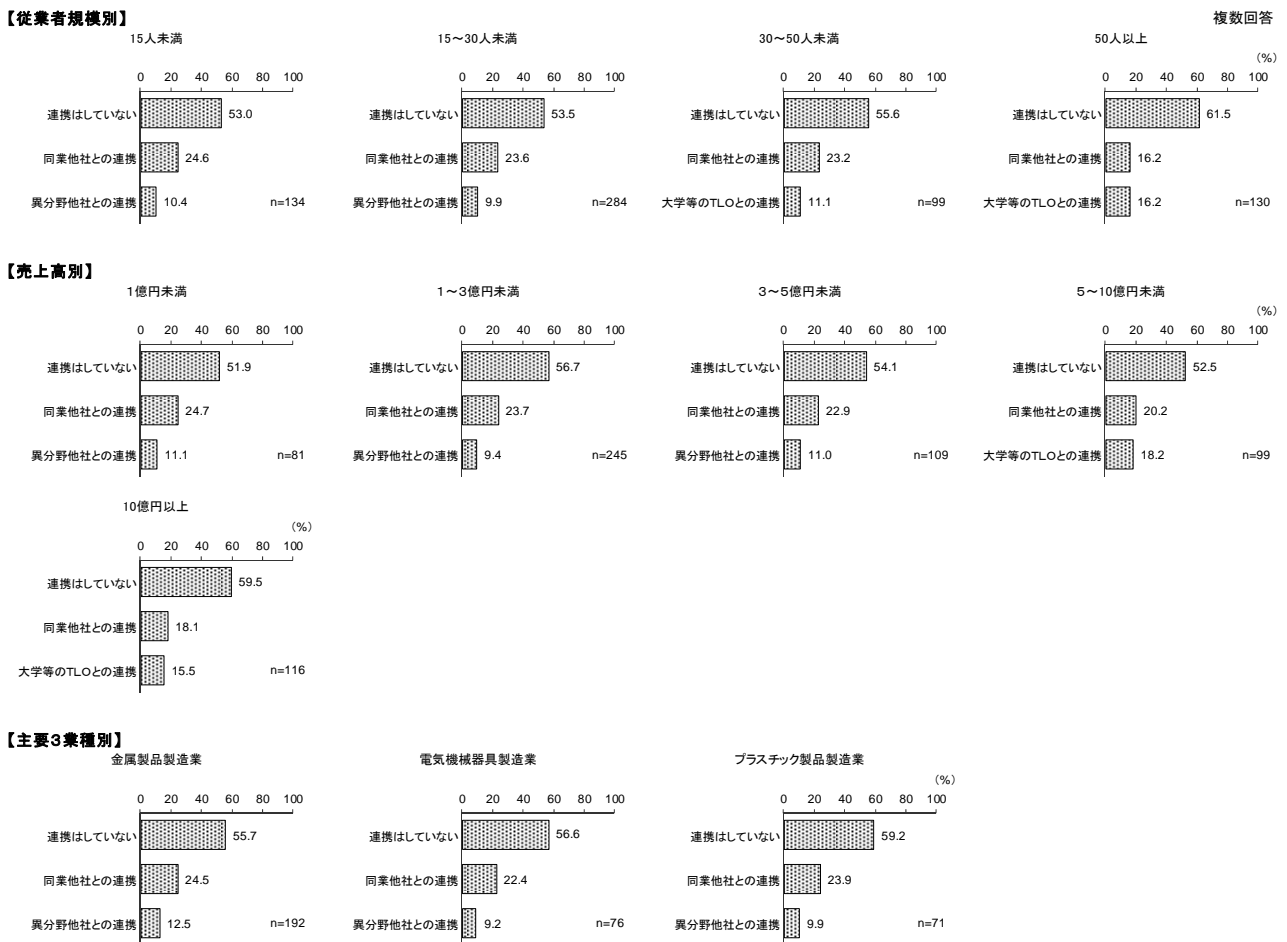 【従業者規模別】
複数回答
15人未満
15～30人未満
30～50人未満
50人以上
（%）
0 20 40 60 80 100
0 20 40 60 80 100
0 20 40 60 80 100
0 20 40 60 80 100
連携はしていない 53.0
連携はしていない 53.5
連携はしていない 55.6
連携はしていない 61.5
同業他社との連携 24.6
同業他社との連携 23.6
同業他社との連携 23.2
同業他社との連携 16.2
異分野他社との連携 10.4 n=134
異分野他社との連携 9.9 n=284
大学等のTLOとの連携 11.1 n=99
大学等のTLOとの連携 16.2 n=130
【売上高別】
1億円未満
1～3億円未満
3～5億円未満
5～10億円未満
（%）
0 20 40 60 80 100
0 20 40 60 80 100
0 20 40 60 80 100
0 20 40 60 80 100
連携はしていない 51.9
連携はしていない 56.7
連携はしていない 54.1
連携はしていない 52.5
同業他社との連携 24.7
同業他社との連携 23.7
同業他社との連携 22.9
同業他社との連携 20.2
異分野他社との連携 11.1 n=81
異分野他社との連携 9.4 n=245
異分野他社との連携 11.0 n=109
大学等のTLOとの連携 18.2 n=99
10億円以上
（%）
0 20 40 60 80 100
連携はしていない 59.5
同業他社との連携 18.1
大学等のTLOとの連携 15.5 n=116
【主要3業種別】
金属製品製造業
電気機械器具製造業
プラスチック製品製造業
（%）
0 20 40 60 80 100
0 20 40 60 80 100
0 20 40 60 80 100
連携はしていない 55.7
連携はしていない 56.6
連携はしていない 59.2
同業他社との連携 24.5
同業他社との連携 22.4
同業他社との連携 23.9
異分野他社との連携 12.5 n=192
異分野他社との連携 9.2 n=76
異分野他社との連携 9.9 n=71